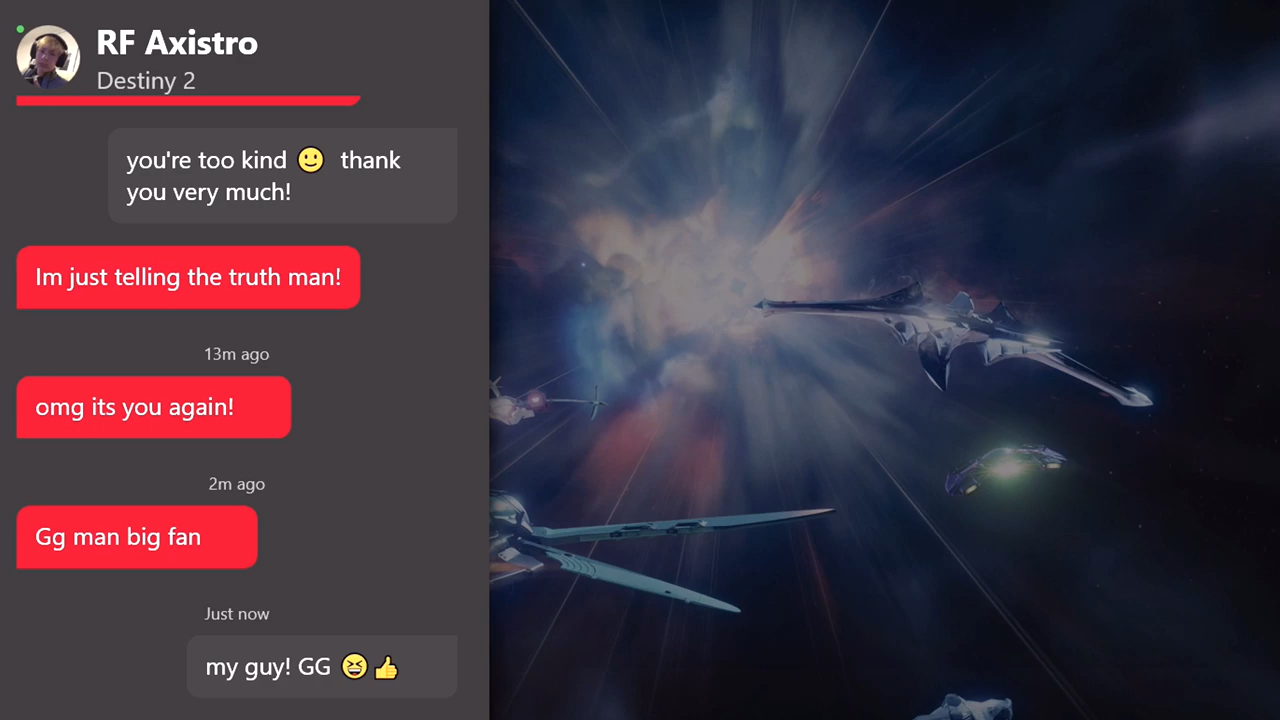 RF Axistro
Destiny 2
you're too kind 🙂 thank
you very much!
Im just telling the truth man!
13m ago
omg its you again!
2m ago
Gg man big fan
Just now
my guy! GG 😆👍